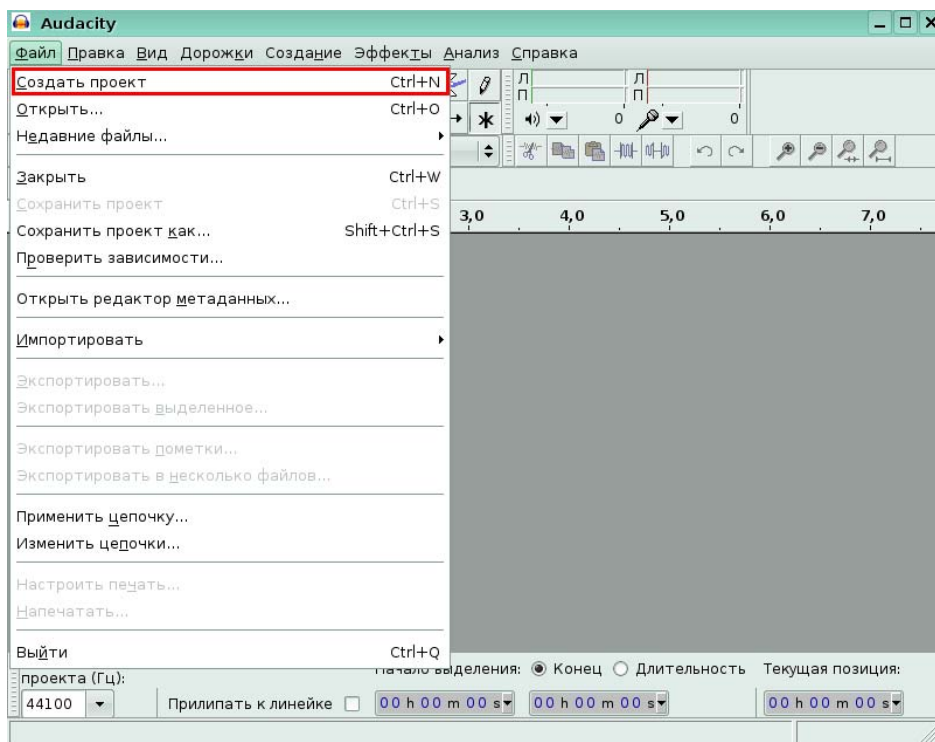 Audacity
Файл Правка Вид Дорожки Создание Эффекты Анализ Справка
Создать проект Ctrl+N
Открыть... Ctrl+O
Недавние файлы...
Закрыть Ctrl+W
Сохранить проект Ctrl+S
Сохранить проект как... Shift+Ctrl+S
Проверить зависимости...
Открыть редактор метаданных...
Импортировать
Экспортировать...
Экспортировать выделенное...
Экспортировать пометки...
Экспортировать в несколько файлов...
Применить цепочку...
Изменить цепочки...
Настроить печать...
Напечатать...
Выйти Ctrl+Q
Л Л
П П
0 0
3,0 4,0 5,0 6,0 7,0
проекта (Гц): Начало выделения: Конец Длительность Текущая позиция:
44100 Прилипать к линейке 00 h 00 m 00 s 00 h 00 m 00 s 00 h 00 m 00 s